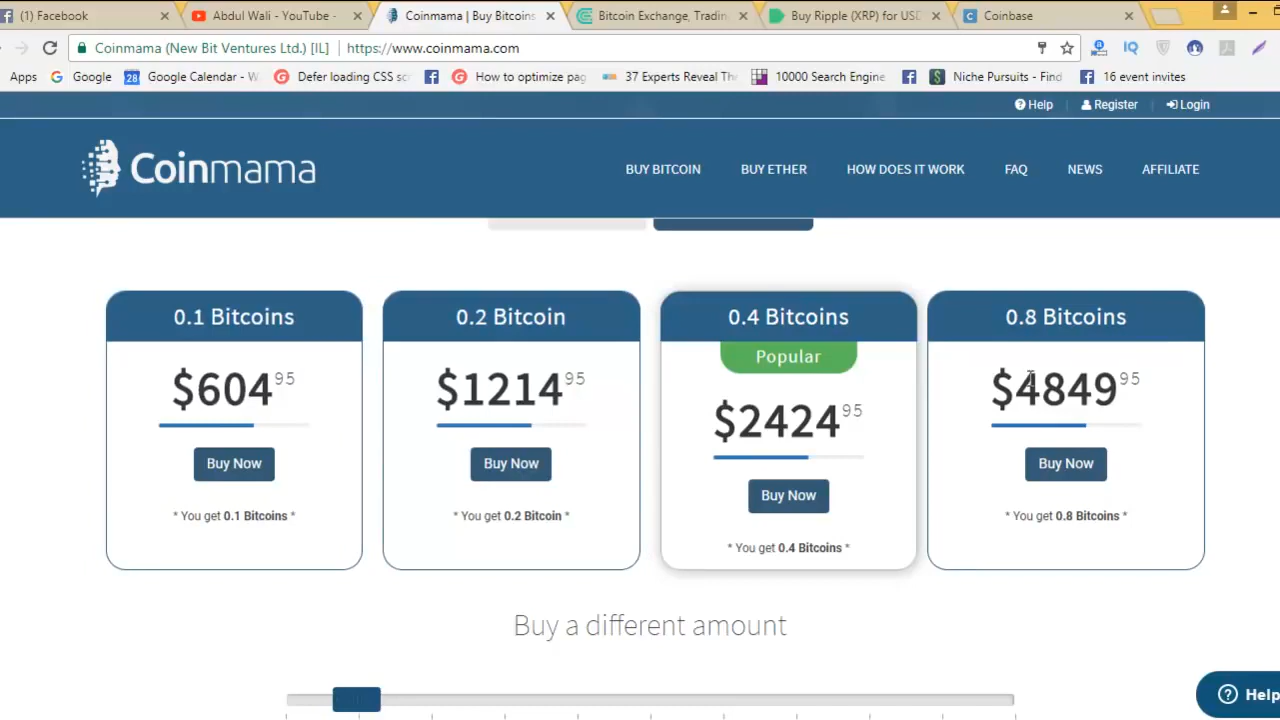 (1) Facebook
Abdul Wali - YouTube -
Coinmama | Buy Bitcoins
Bitcoin Exchange, Trading
Buy Ripple (XRP) for USD
Coinbase
Coinmama (New Bit Ventures Ltd.) [IL]
https://www.coinmama.com
Apps
Google
28
Google Calendar - W
Defer loading CSS sc
How to optimize pag
37 Experts Reveal Th
10000 Search Engine
Niche Pursuits - Find
16 event invites
Help
Register
Login
Coinmama
BUY BITCOIN
BUY ETHER
HOW DOES IT WORK
FAQ
NEWS
AFFILIATE
0.1 Bitcoins
$604 95
Buy Now
* You get 0.1 Bitcoins *
0.2 Bitcoin
$1214 95
Buy Now
* You get 0.2 Bitcoin *
0.4 Bitcoins
Popular
$2424 95
Buy Now
* You get 0.4 Bitcoins *
0.8 Bitcoins
$4849 95
Buy Now
* You get 0.8 Bitcoins *
Buy a different amount
Help